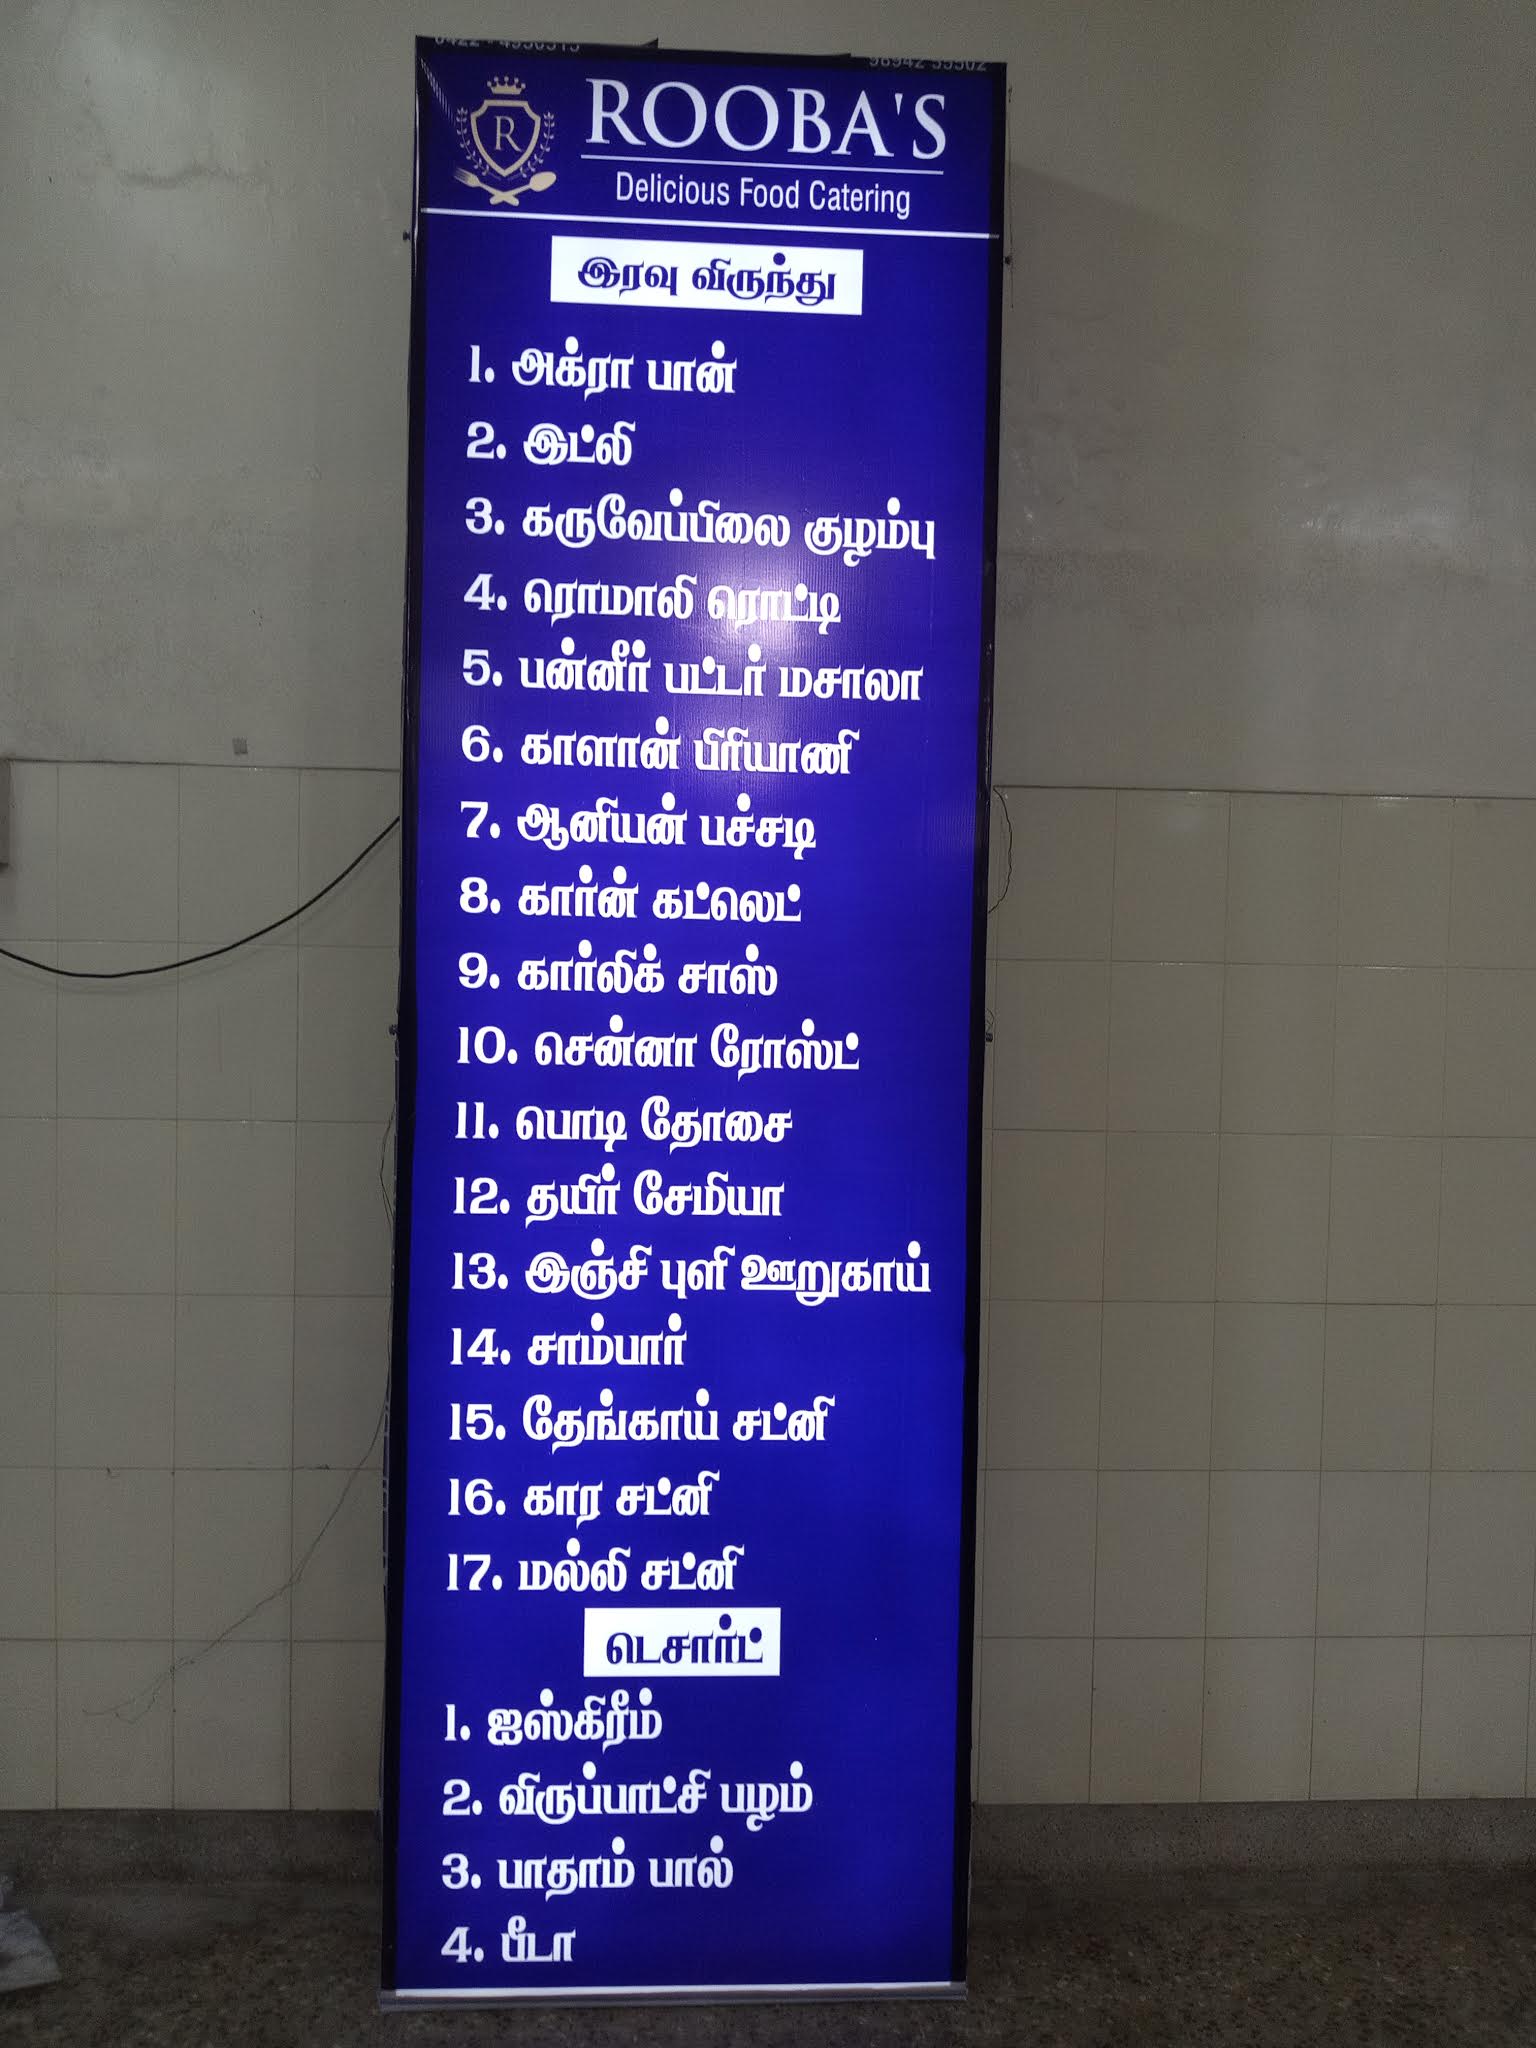 ROOBA'S
R
Delicious Food Catering
இரவு விருந்து
1. அக்ரா பான்
2. இட்லி
3. கருவேப்பிலை குழம்பு
4. ரொமாலி ரொட்டி
5. பன்னீர் பட்டர் மசாலா
6. காளான் பிரியாணி
7. ஆனியன் பச்சடி
8. கார்ன் கட்லெட்
9. கார்லிக் சாஸ்
10. சென்னா ரோஸ்ட்
11. பொடி தோசை
12. தயிர் சேமியா
13. இஞ்சி புளி ஊறுகாய்
14. சாம்பார்
15. தேங்காய் சட்னி
16. கார சட்னி
17. மல்லி சட்னி
டெசார்ட்
1. ஐஸ்கிரீம்
2. விருப்பாட்சி பழம்
3. பாதாம் பால்
4. பீடா